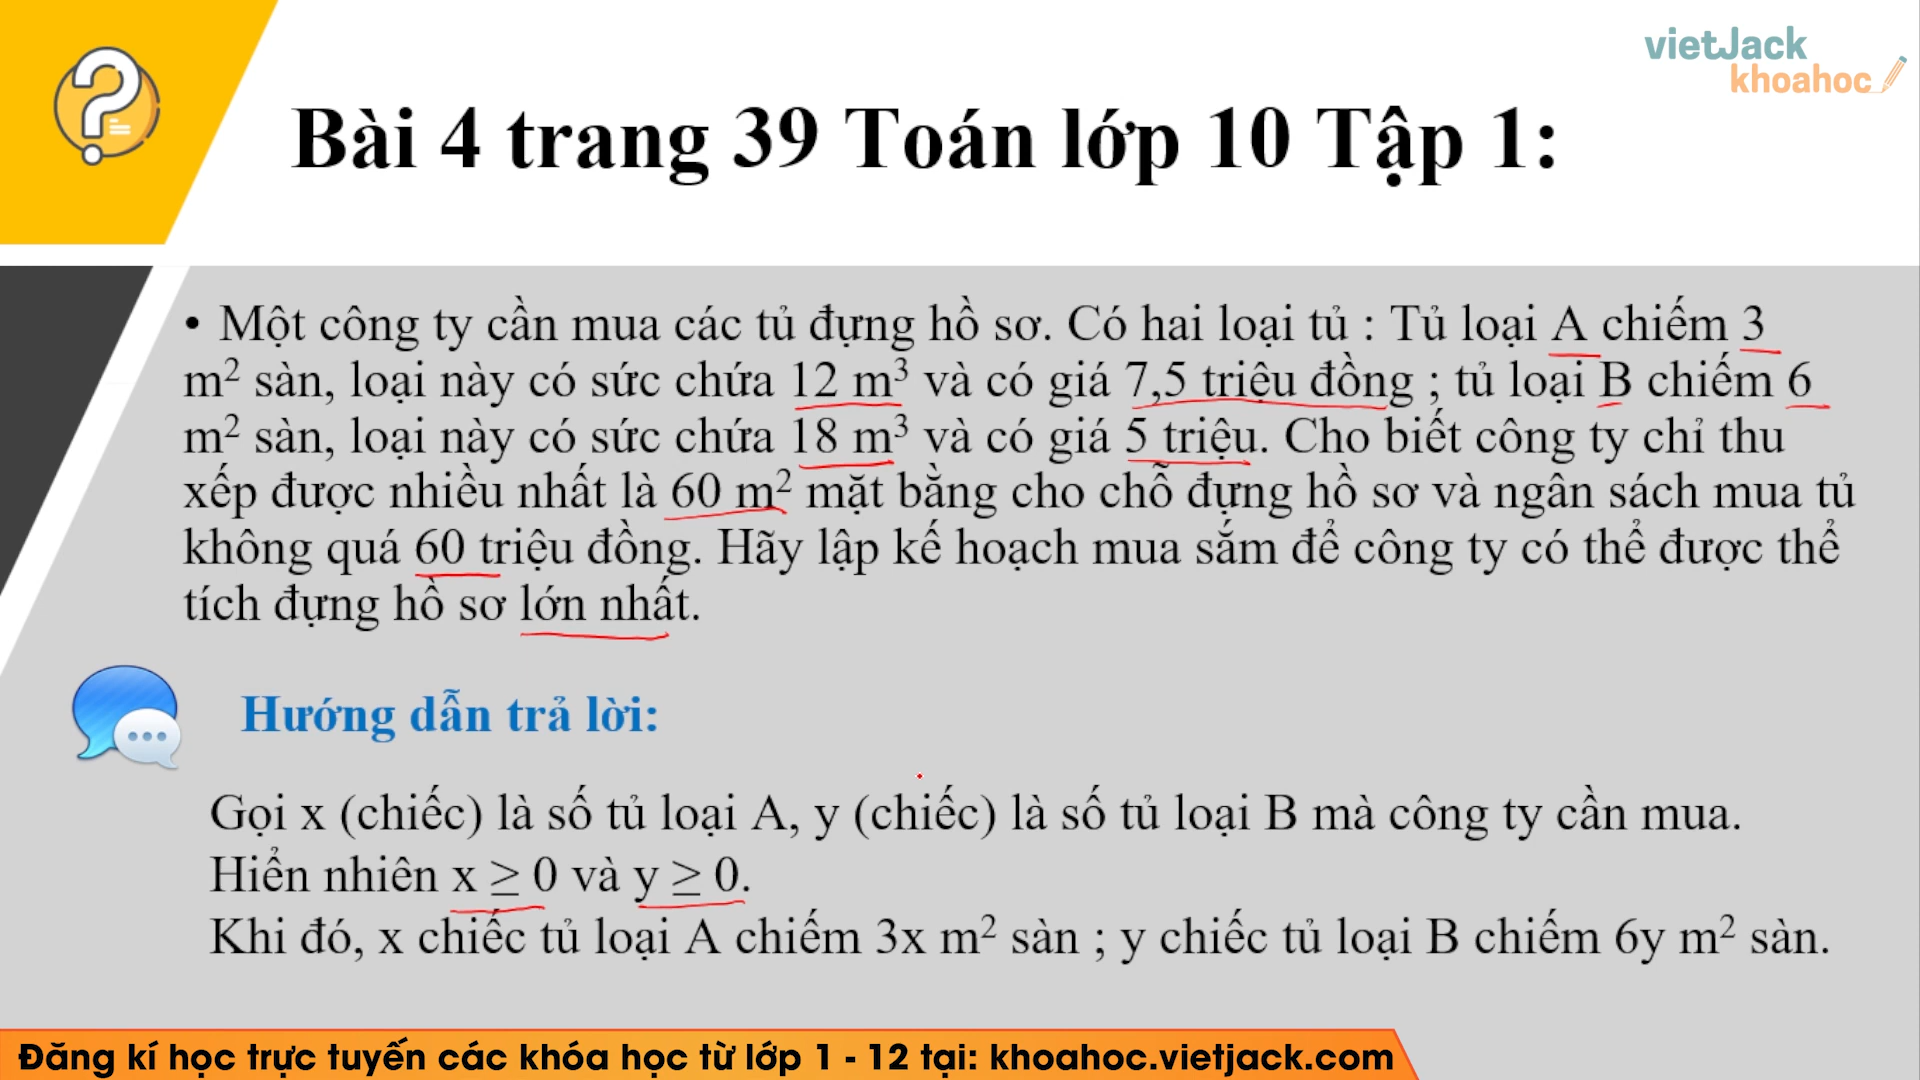 vietJack
khoahoc
Bài 4 trang 39 Toán lớp 10 Tập 1:
• Một công ty cần mua các tủ đựng hồ sơ. Có hai loại tủ : Tủ loại A chiếm 3
m² sàn, loại này có sức chứa 12 m³ và có giá 7,5 triệu đồng ; tủ loại B chiếm 6
m² sàn, loại này có sức chứa 18 m³ và có giá 5 triệu. Cho biết công ty chỉ thu
xếp được nhiều nhất là 60 m² mặt bằng cho chỗ đựng hồ sơ và ngân sách mua tủ
không quá 60 triệu đồng. Hãy lập kế hoạch mua sắm để công ty có thể được thể
tích đựng hồ sơ lớn nhất.
Hướng dẫn trả lời:
Gọi x (chiếc) là số tủ loại A, y (chiếc) là số tủ loại B mà công ty cần mua.
Hiển nhiên x ≥ 0 và y ≥ 0.
Khi đó, x chiếc tủ loại A chiếm 3x m² sàn ; y chiếc tủ loại B chiếm 6y m² sàn.
Đăng kí học trực tuyến các khóa học từ lớp 1 - 12 tại: khoahoc.vietjack.com